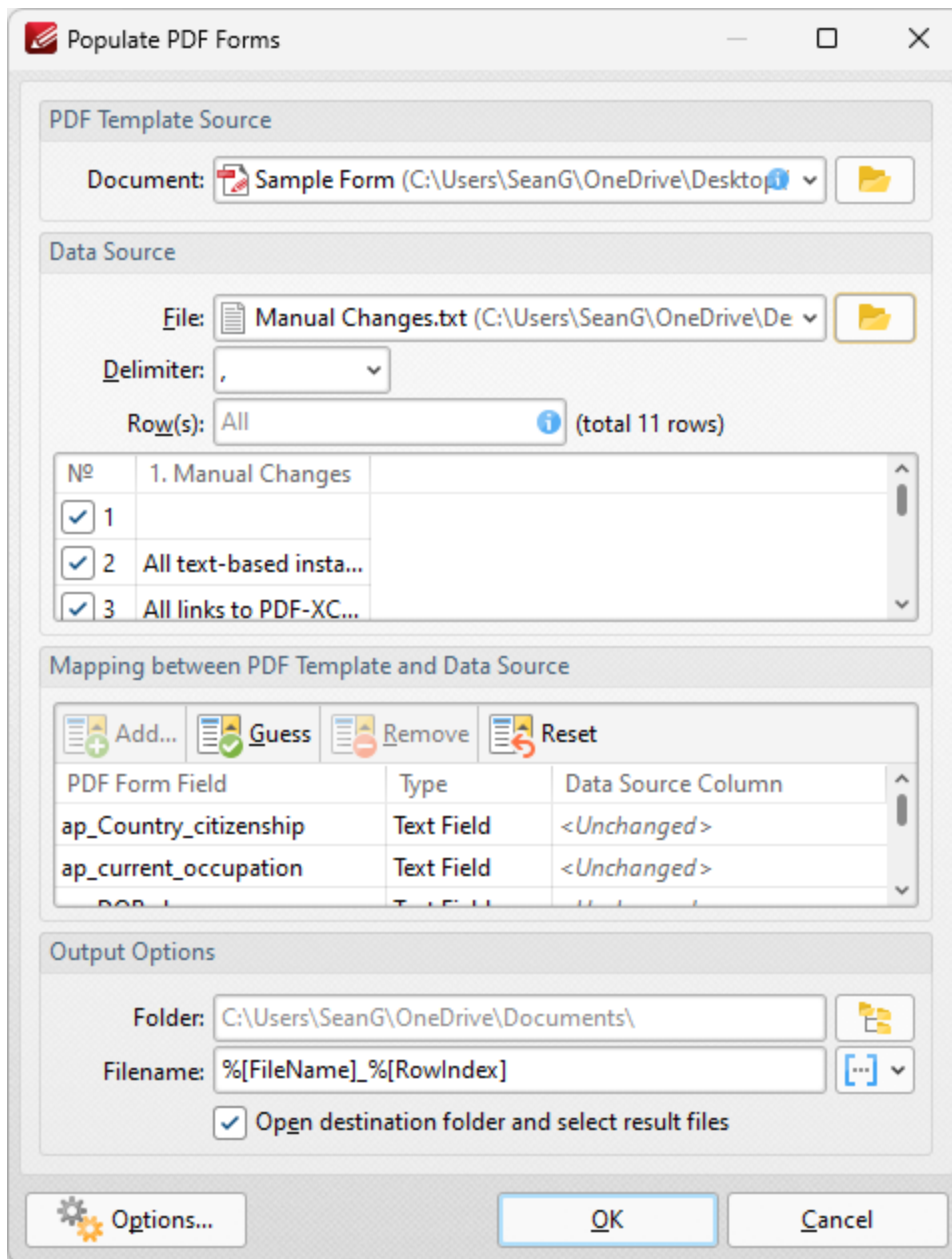 Populate PDF Forms
PDF Template Source
Document: Sample Form (C:\Users\SeanG\OneDrive\Desktop\
Data Source
File: Manual Changes.txt (C:\Users\SeanG\OneDrive\De
Delimiter: ,
Row(s): All (total 11 rows)
Nº 1. Manual Changes
1
2 All text-based insta...
3 All links to PDF-XC...
Mapping between PDF Template and Data Source
Add... Guess Remove Reset
PDF Form Field Type Data Source Column
ap_Country_citizenship Text Field <Unchanged>
ap_current_occupation Text Field <Unchanged>
Output Options
Folder: C:\Users\SeanG\OneDrive\Documents\
Filename: %[FileName]_%[RowIndex]
Open destination folder and select result files
Options... OK Cancel